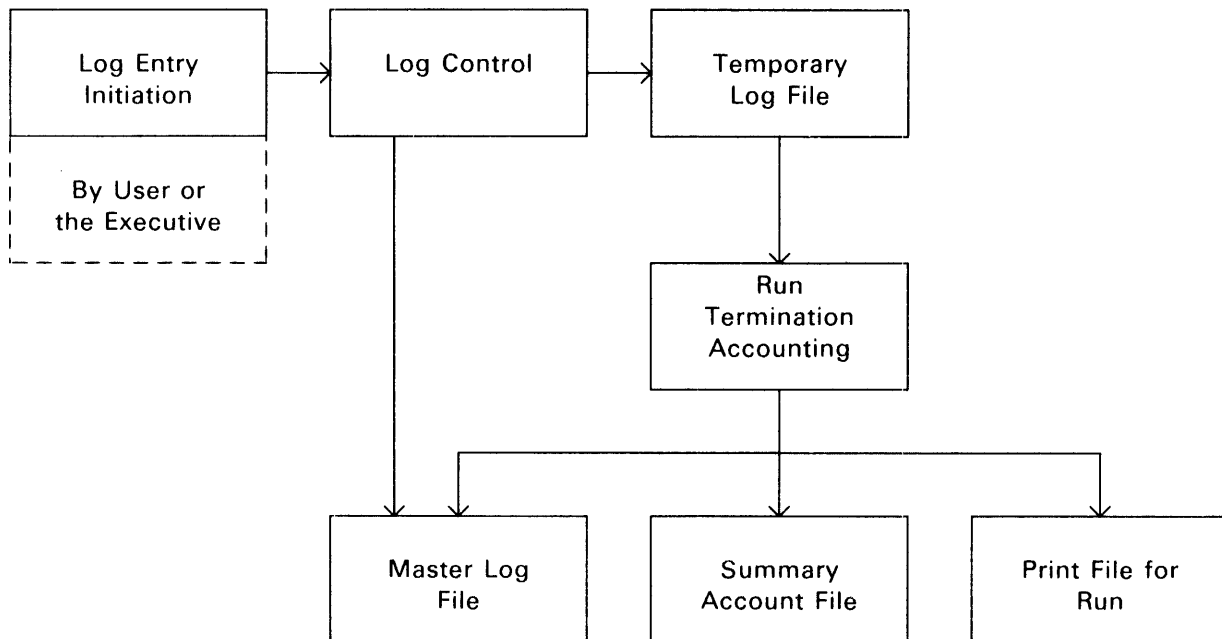 Log Entry
Initiation
By User or
the Executive
Log Control
Temporary
Log File
Run
Termination
Accounting
Master Log
File
Summary
Account File
Print File for
Run